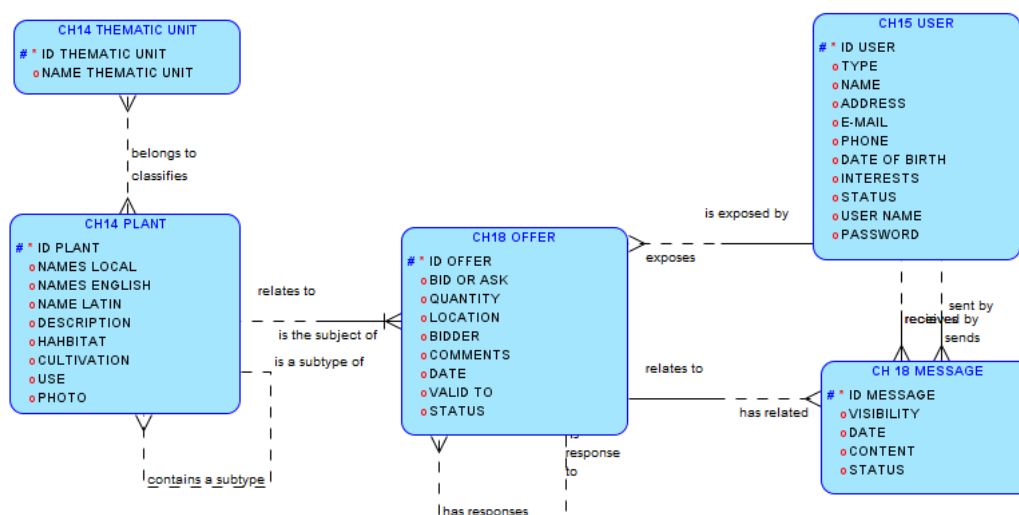 CH14 THEMATIC UNIT
# * ID THEMATIC UNIT
o NAME THEMATIC UNIT
belongs to
classifies
CH14 PLANT
# * ID PLANT
o NAMES LOCAL
o NAMES ENGLISH
o NAME LATIN
o DESCRIPTION
o HAHBITAT
o CULTIVATION
o USE
o PHOTO
relates to
is the subject of
is a subtype of
contains a subtype
CH18 OFFER
# * ID OFFER
o BID OR ASK
o QUANTITY
o LOCATION
o BIDDER
o COMMENTS
o DATE
o VALID TO
o STATUS
is
response
to
has responses
is exposed by
exposes
CH15 USER
# * ID USER
o TYPE
o NAME
o ADDRESS
o E-MAIL
o PHONE
o DATE OF BIRTH
o INTERESTS
o STATUS
o USER NAME
o PASSWORD
sent by
received by
sends
relates to
has related
CH 18 MESSAGE
# * ID MESSAGE
o VISIBILITY
o DATE
o CONTENT
o STATUS